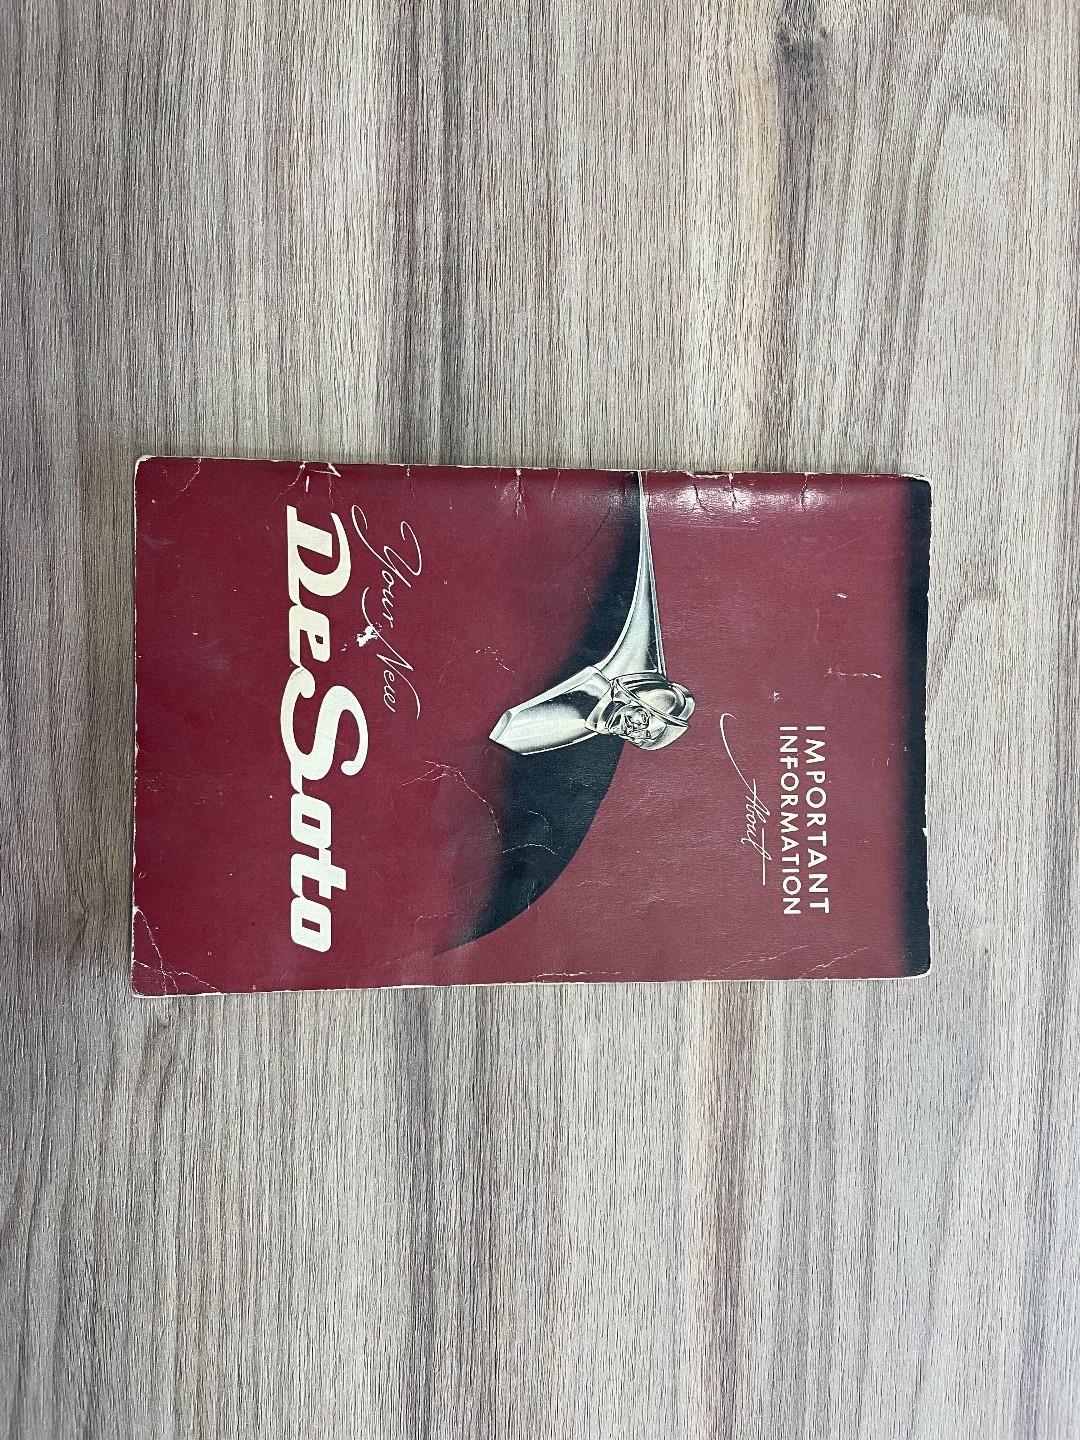 IMPORTANT
INFORMATION
About
Your New
DeSoto